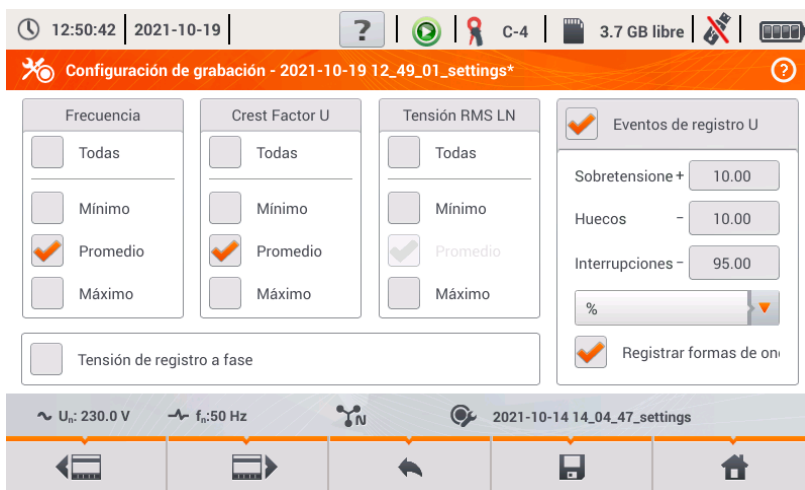 12:50:42 2021-10-19 ? C-4 3.7 GB libre
Configuración de grabación - 2021-10-19 12_49_01_settings* ?
Frecuencia
Todas
Mínimo
Promedio
Máximo
Crest Factor U
Todas
Mínimo
Promedio
Máximo
Tensión RMS LN
Todas
Mínimo
Promedio
Máximo
Tensión de registro a fase
Eventos de registro U
Sobretensione + 10.00
Huecos − 10.00
Interrupciones − 95.00
%
Registrar formas de on
Un: 230.0 V fn:50 Hz N 2021-10-14 14_04_47_settings